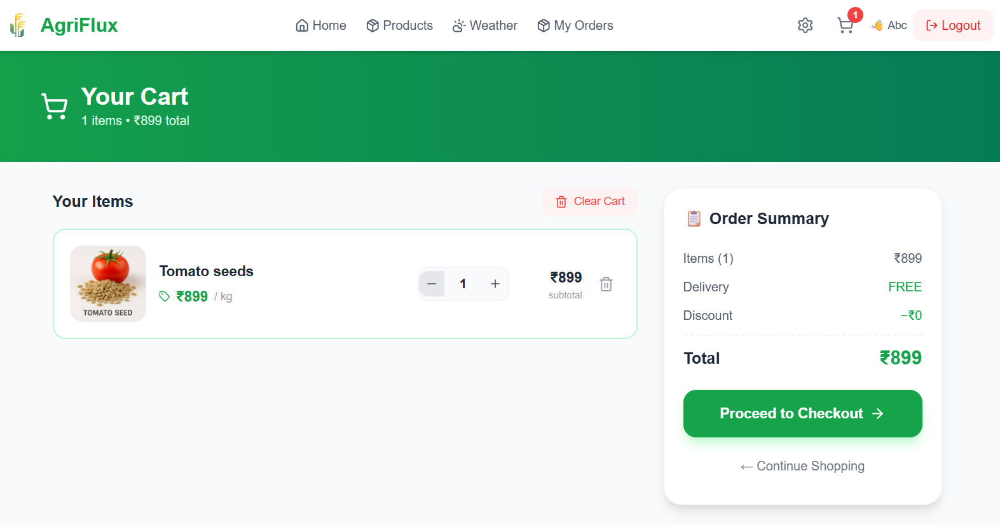 AgriFlux
Home
Products
Weather
My Orders
1
👋 Abc
Logout
Your Cart
1 items • ₹899 total
Your Items
Clear Cart
TOMATO SEED
Tomato seeds
₹899 / kg
− 1 +
₹899
subtotal
📋 Order Summary
Items (1) ₹899
Delivery FREE
Discount −₹0
Total ₹899
Proceed to Checkout →
← Continue Shopping